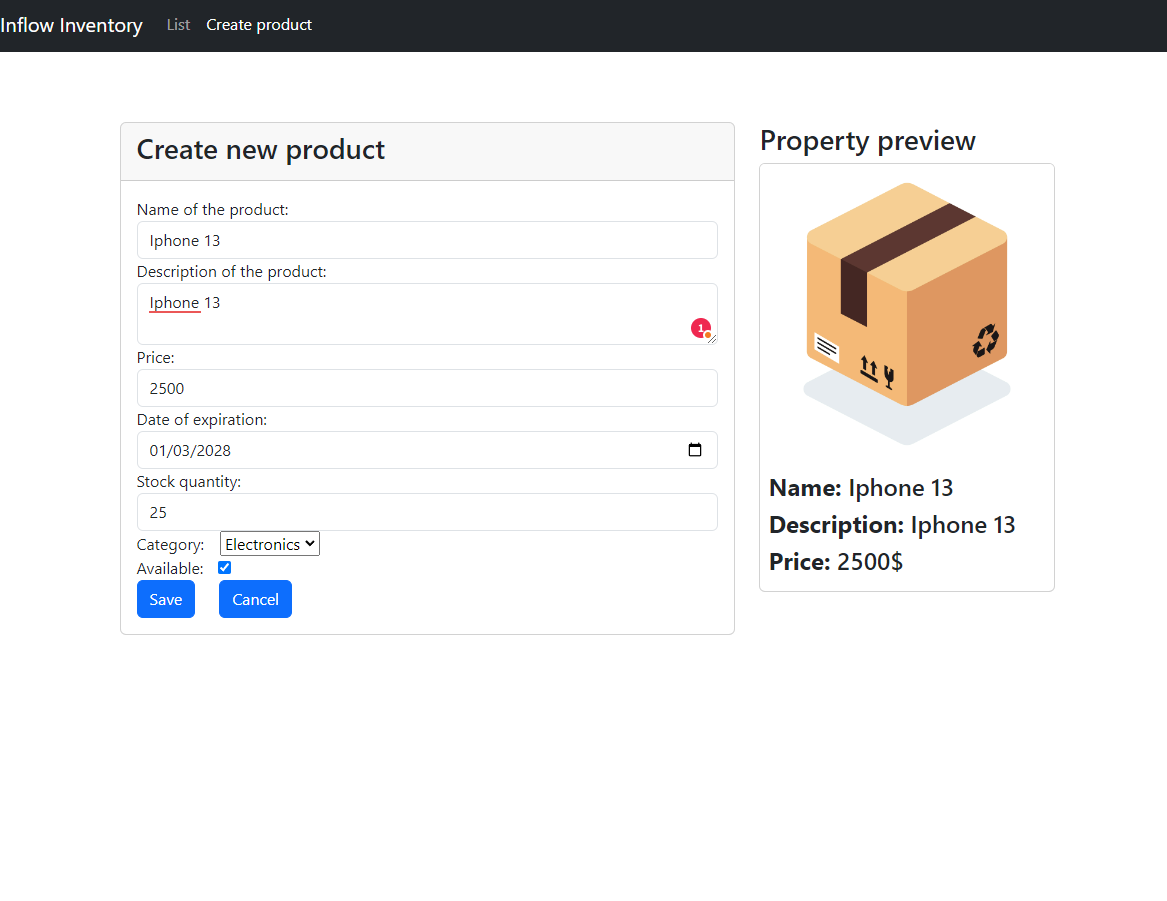 Inflow Inventory List Create product
Create new product
Name of the product:
Iphone 13
Description of the product:
Iphone 13
1
Price:
2500
Date of expiration:
01/03/2028
Stock quantity:
25
Category: Electronics
Available:
Save Cancel
Property preview
Name: Iphone 13
Description: Iphone 13
Price: 2500$